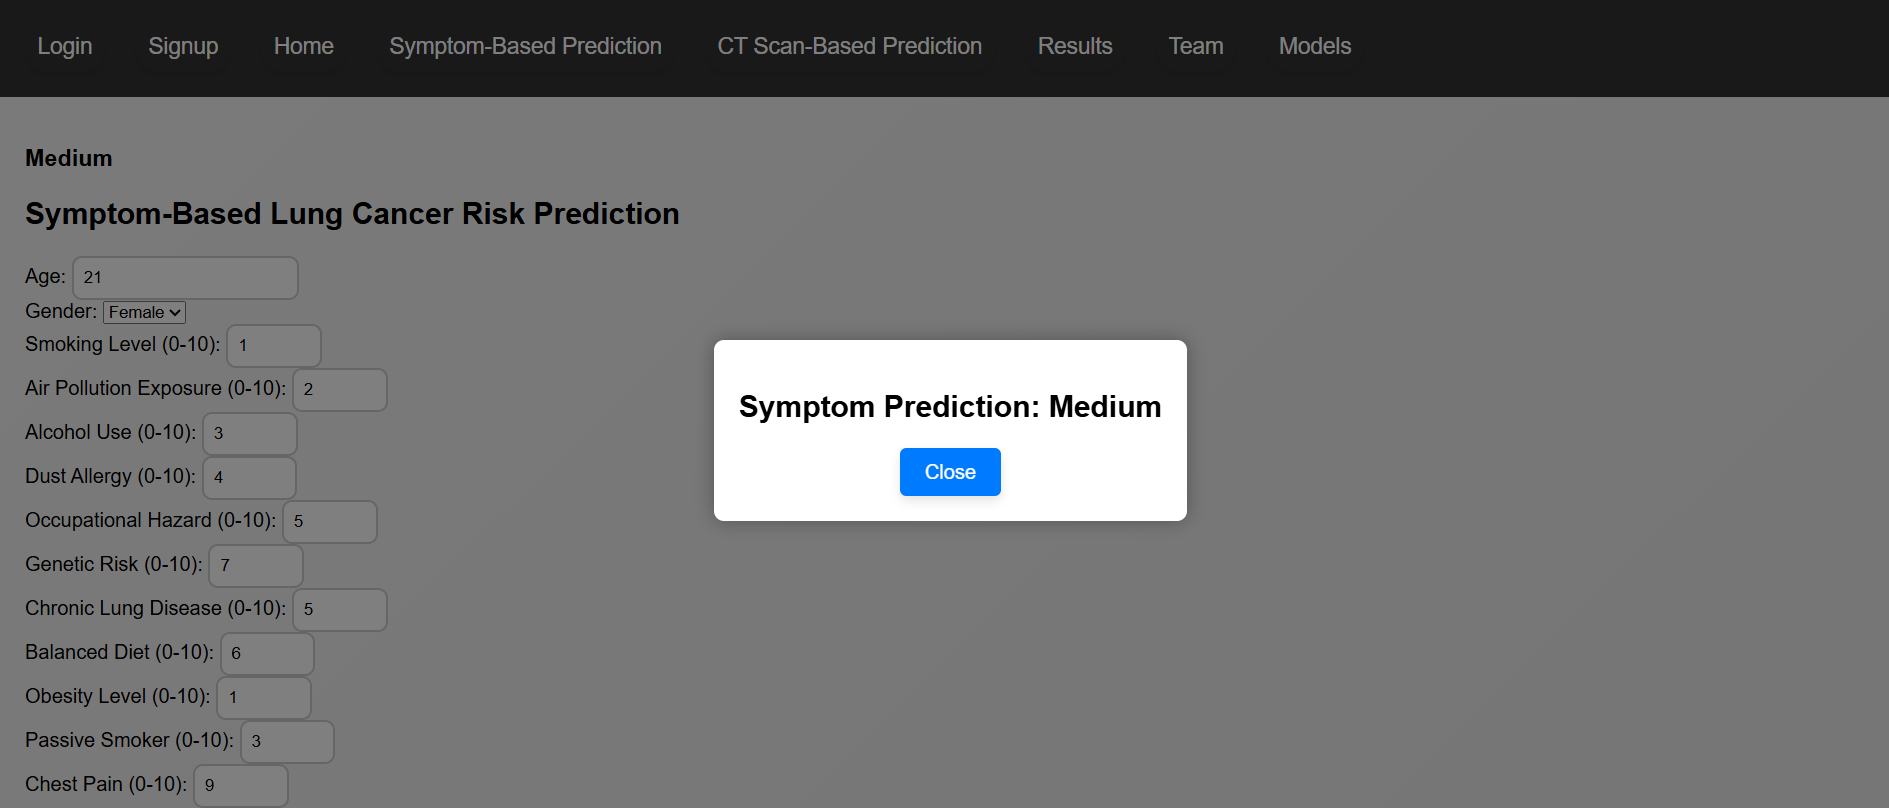 Login Signup Home Symptom-Based Prediction CT Scan-Based Prediction Results Team Models
Medium
Symptom-Based Lung Cancer Risk Prediction
Age: 21
Gender: Female
Smoking Level (0-10): 1
Air Pollution Exposure (0-10): 2
Alcohol Use (0-10): 3
Dust Allergy (0-10): 4
Occupational Hazard (0-10): 5
Genetic Risk (0-10): 7
Chronic Lung Disease (0-10): 5
Balanced Diet (0-10): 6
Obesity Level (0-10): 1
Passive Smoker (0-10): 3
Chest Pain (0-10): 9
Symptom Prediction: Medium
Close